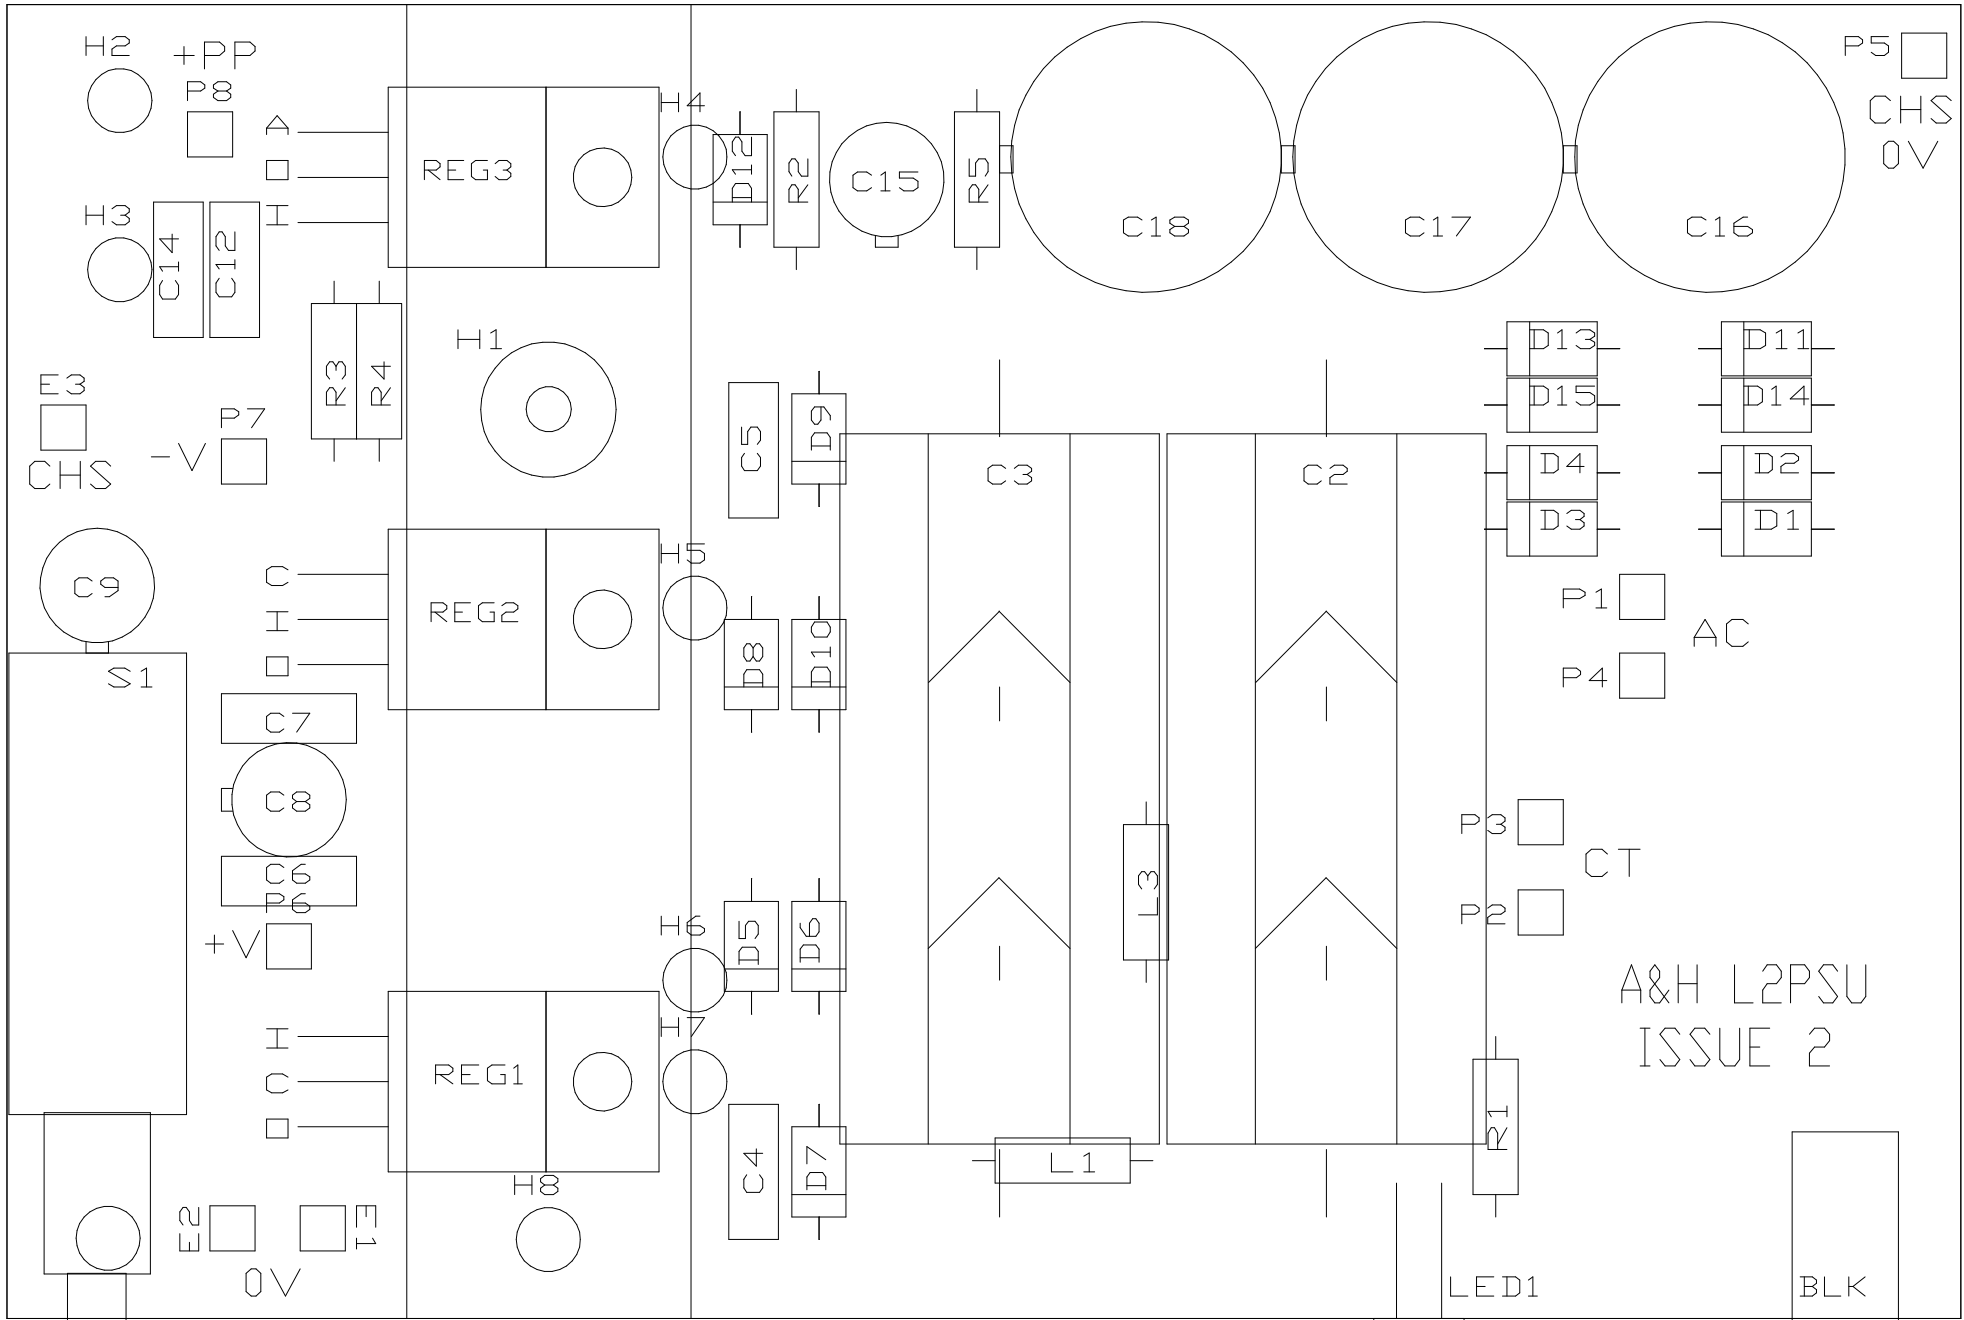 H2
+PP
P8
A
O
I
REG3
H4
D12
R2
C15
R5
C18
C17
C16
P5
CHS
0V
H3
C14
C12
R3
R4
H1
E3
CHS
P7
-V
C5
D9
C3
C2
D13
D11
D15
D14
D4
D2
D3
D1
C9
S1
C
I
O
REG2
H5
D8
D10
P1
AC
P4
C7
C8
C6
P6
+V
H6
D5
D6
L3
P3
CT
P2
A&H L2PSU
ISSUE 2
I
C
O
REG1
H7
C4
D7
L1
R1
H8
E2
E1
0V
LED1
BLK